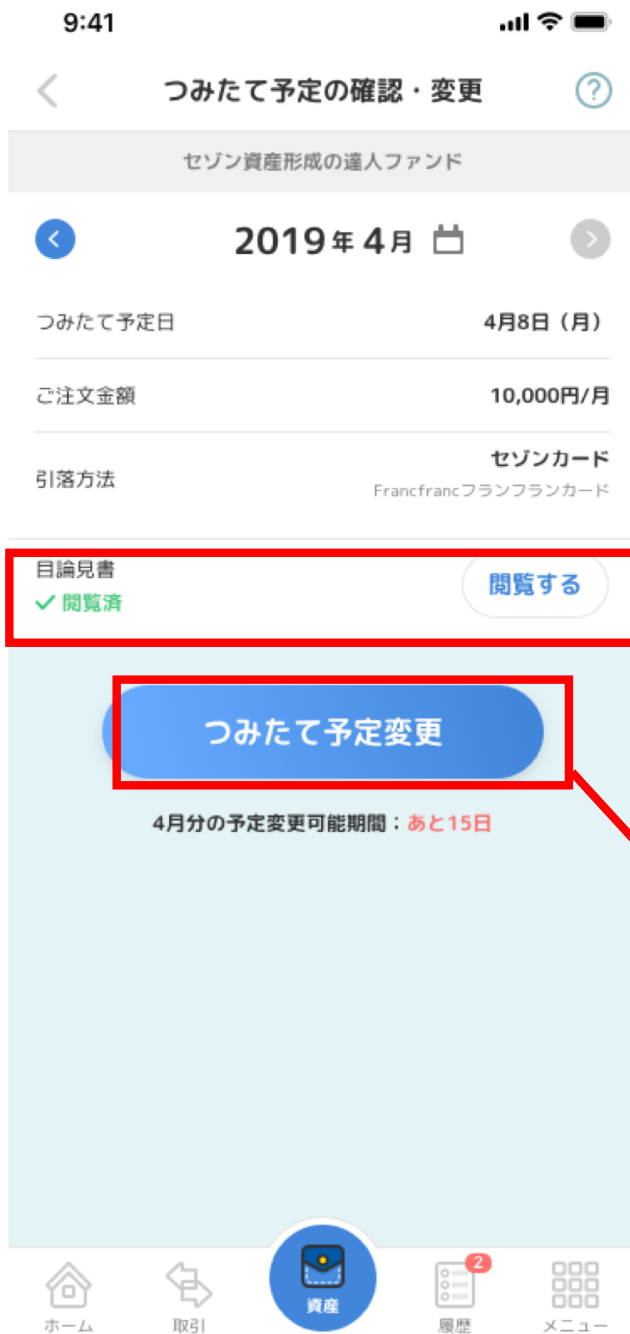 9:41
つみたて予定の確認・変更
?
セゾン資産形成の達人ファンド
2019年4月
つみたて予定日 4月8日（月）
ご注文金額 10,000円/月
引落方法 セゾンカード
Francfrancフランフランカード
目論見書
閲覧済
閲覧する
つみたて予定変更
4月分の予定変更可能期間：あと15日
2
ホーム 取引 資産 履歴 メニュー